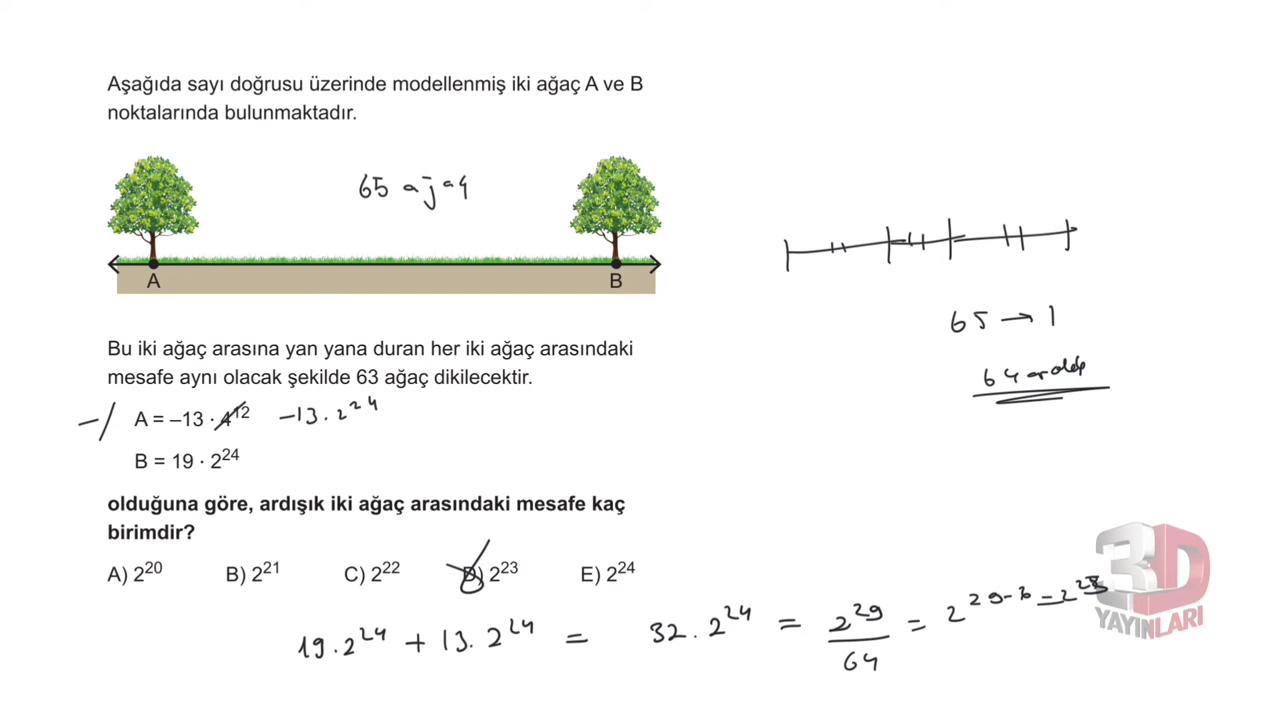 Aşağıda sayı doğrusu üzerinde modellenmiş iki ağaç A ve B
noktalarında bulunmaktadır.
65 ağaç
A
B
65 → 1
64 aralık
Bu iki ağaç arasına yan yana duran her iki ağaç arasındaki
mesafe aynı olacak şekilde 63 ağaç dikilecektir.
A = –13 · 4¹² -13.2²⁴
B = 19 · 2²⁴
olduğuna göre, ardışık iki ağaç arasındaki mesafe kaç
birimdir?
A) 2²⁰ B) 2²¹ C) 2²² D) 2²³ E) 2²⁴
19.2²⁴ + 13.2²⁴ = 32.2²⁴ = 2²⁹/64 = 2²⁹⁻⁶ = 2²³
3D
YAYINLARI